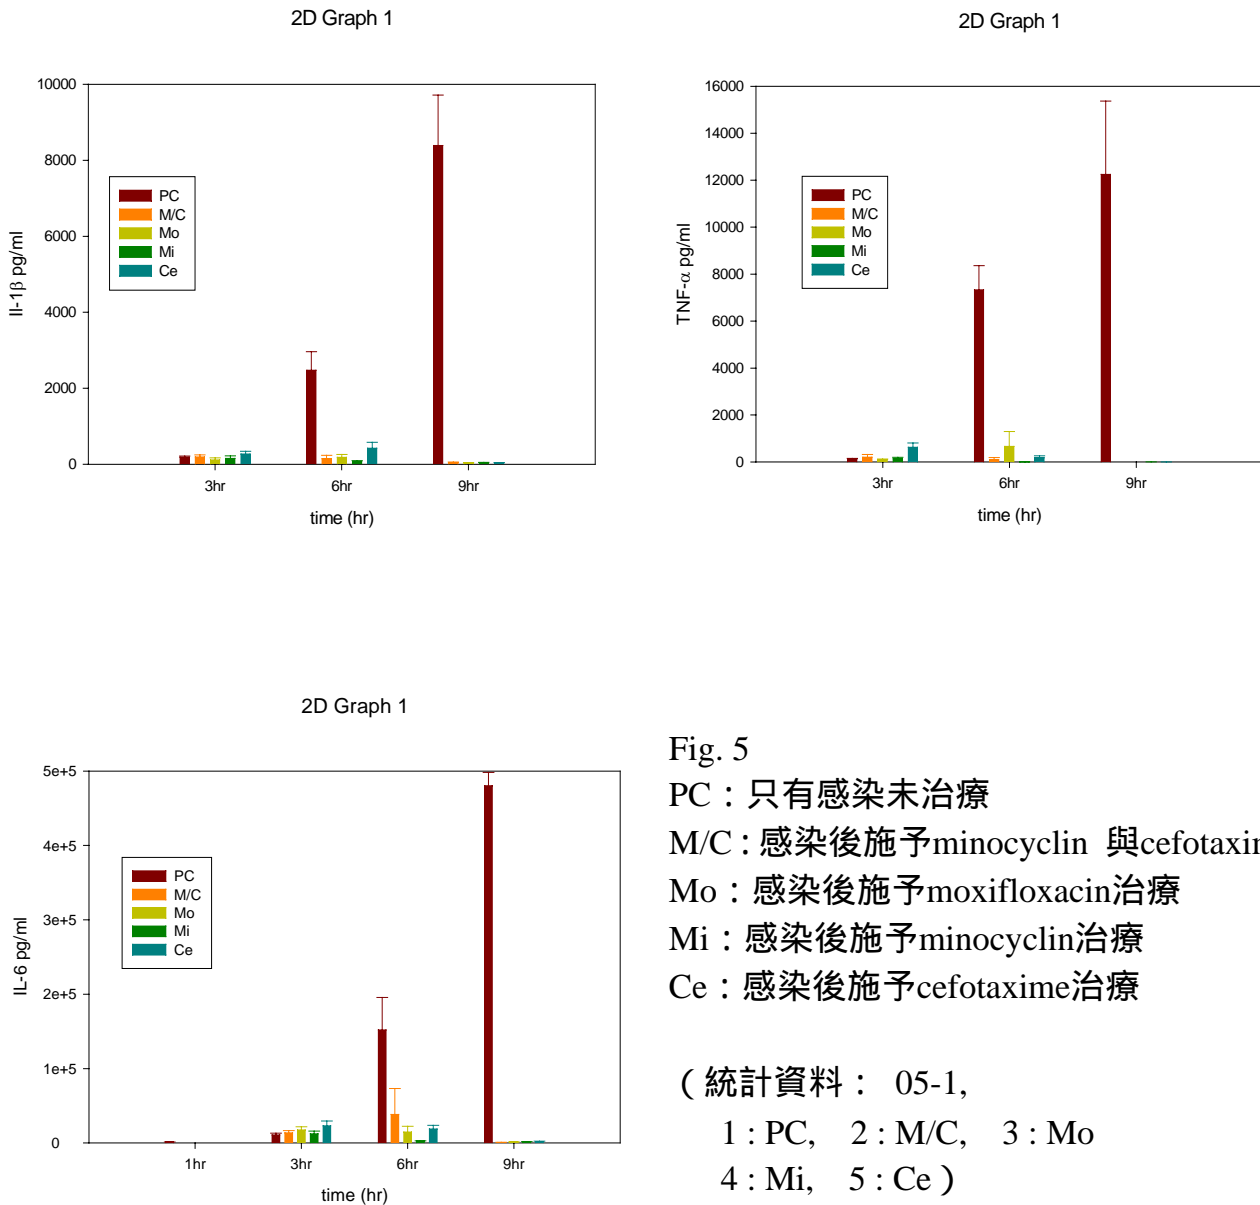 2D Graph 1
Il-1β pg/ml
10000
8000
6000
4000
2000
0
PC
M/C
Mo
Mi
Ce
3hr
6hr
9hr
time (hr)
2D Graph 1
TNF-α pg/ml
16000
14000
12000
10000
8000
6000
4000
2000
0
PC
M/C
Mo
Mi
Ce
3hr
6hr
9hr
time (hr)
2D Graph 1
IL-6 pg/ml
5e+5
4e+5
3e+5
2e+5
1e+5
0
PC
M/C
Mo
Mi
Ce
1hr
3hr
6hr
9hr
time (hr)
Fig. 5
PC：只有感染未治療
M/C：感染後施予minocyclin 與
Mo：感染後施予moxifloxacin治療
Mi：感染後施予minocyclin治療
Ce：感染後施予cefotaxime治療
（統計資料： 05-1,
1 : PC, 2 : M/C, 3 : Mo
4 : Mi, 5 : Ce）